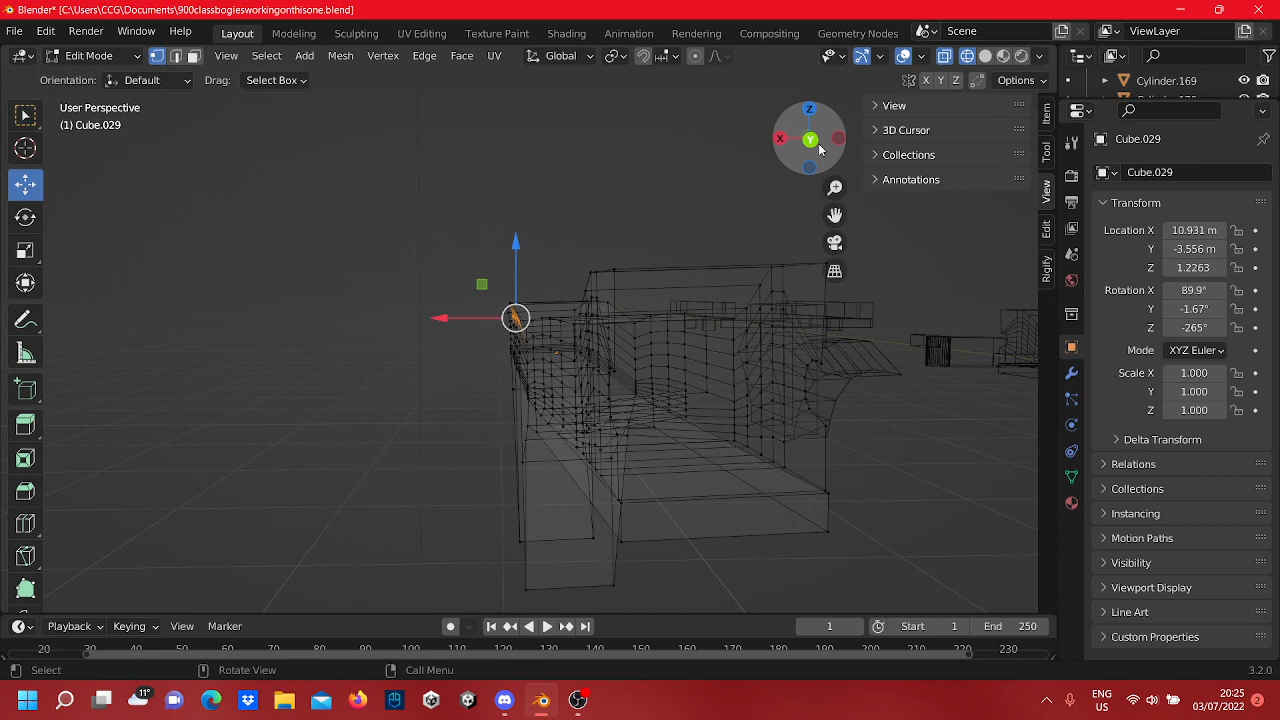 Blender* [C:\Users\CCG\Documents\900classbogiesworkingonthisone.blend]
File Edit Render Window Help Layout Modeling Sculpting UV Editing Texture Paint Shading Animation Rendering Compositing Geometry Nodes Scene ViewLayer
Edit Mode View Select Add Mesh Vertex Edge Face UV Global
Orientation: Default Drag: Select Box X Y Z Options
Cylinder.169
User Perspective
(1) Cube.029
Z
X
Y
View
3D Cursor
Collections
Annotations
Item
Tool
View
Edit
Rigify
Cube.029
Cube.029
Transform
Location X 10.931 m
Y -3.556 m
Z 1.2263
Rotation X 89.9°
Y -1.67°
Z -265°
Mode XYZ Euler
Scale X 1.000
Y 1.000
Z 1.000
Delta Transform
Relations
Collections
Instancing
Motion Paths
Visibility
Viewport Display
Line Art
Custom Properties
Playback Keying View Marker 1 Start 1 End 250
20 30 40 50 60 70 80 90 100 110 120 130 140 150 160 170 180 190 200 210 220 230
Select Rotate View Call Menu 3.2.0
11°
ENG
US
20:25
03/07/2022
2